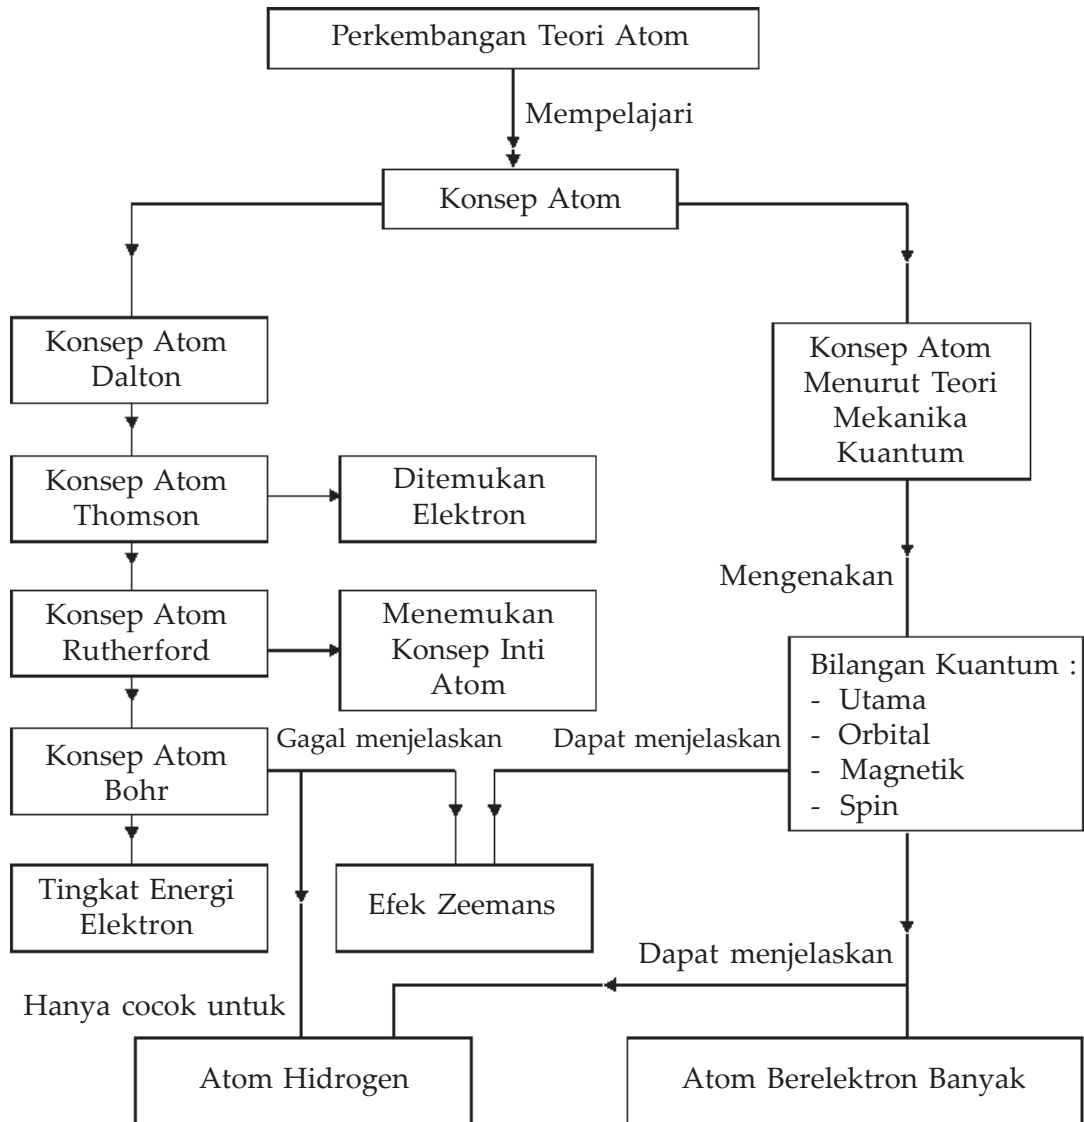 Perkembangan Teori Atom
Mempelajari
Konsep Atom
Konsep Atom
Dalton
Konsep Atom
Menurut Teori
Mekanika
Kuantum
Konsep Atom
Thomson
Ditemukan
Elektron
Mengenakan
Konsep Atom
Rutherford
Menemukan
Konsep Inti
Atom
Bilangan Kuantum :
- Utama
- Orbital
- Magnetik
- Spin
Konsep Atom
Bohr
Gagal menjelaskan
Dapat menjelaskan
Tingkat Energi
Elektron
Efek Zeemans
Dapat menjelaskan
Hanya cocok untuk
Atom Hidrogen
Atom Berelektron Banyak